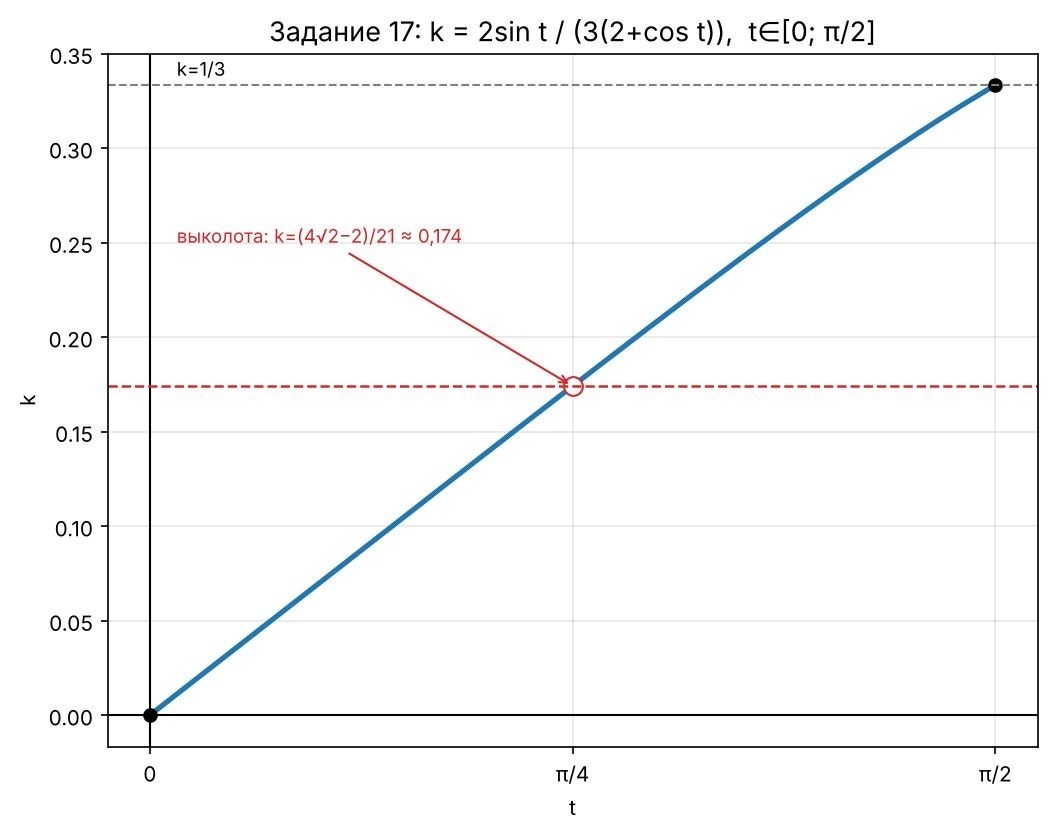 Задание 17: k = 2sin t / (3(2+cos t)),  t∈[0; π/2]
0.35
k=1/3
0.30
выколота: k=(4√2−2)/21 ≈ 0,174
0.25
0.20
k
0.15
0.10
0.05
0.00
0
π/4
π/2
t